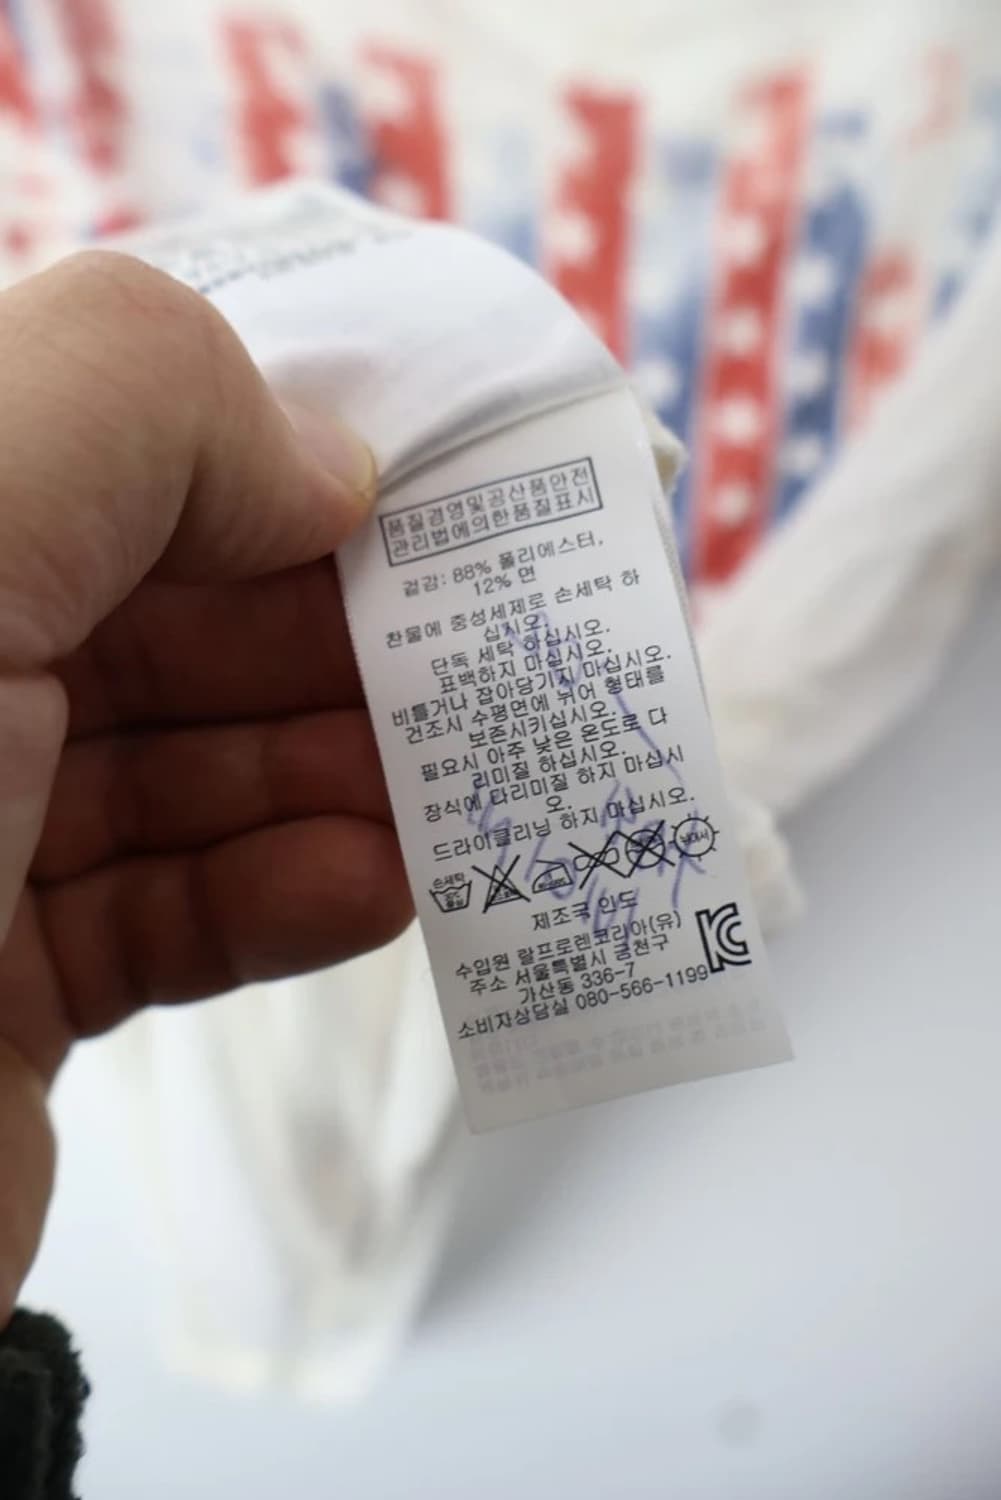 품질경영및공산품안전
관리법에의한품질표시
겉감: 88% 폴리에스터,
12% 면
찬물에 중성세제로 손세탁 하
십시오.
단독 세탁 하십시오.
표백하지 마십시오.
비틀거나 잡아당기지 마십시오.
건조시 수평면에 뉘어 형태를
보존시키십시오.
필요시 아주 낮은 온도로 다
리미질 하십시오.
장식에 다리미질 하지 마십시
오.
드라이클리닝 하지 마십시오.
손세탁
제조국 인도
수입원 랄프로렌코리아(유)
주소 서울특별시 금천구
가산동 336-7
소비자상담실 080-566-1199